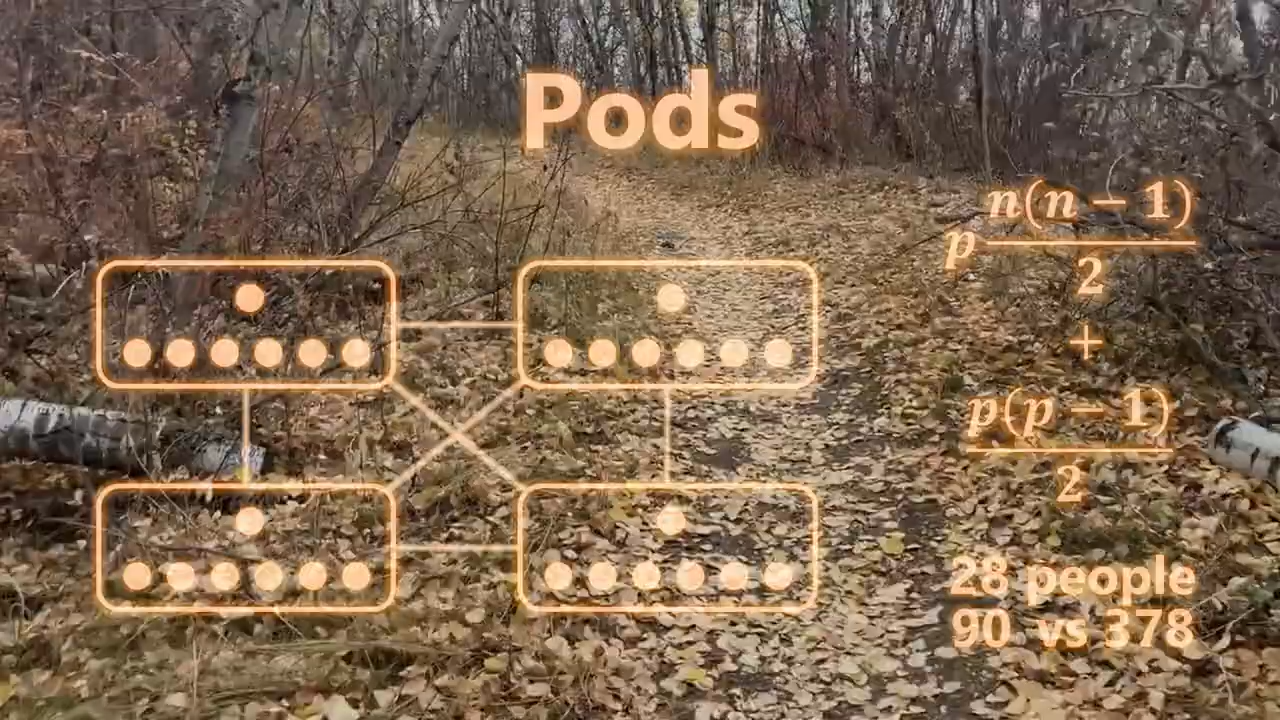 Pods
p n(n − 1)
2
+
p(p − 1)
2
28 people
90 vs 378